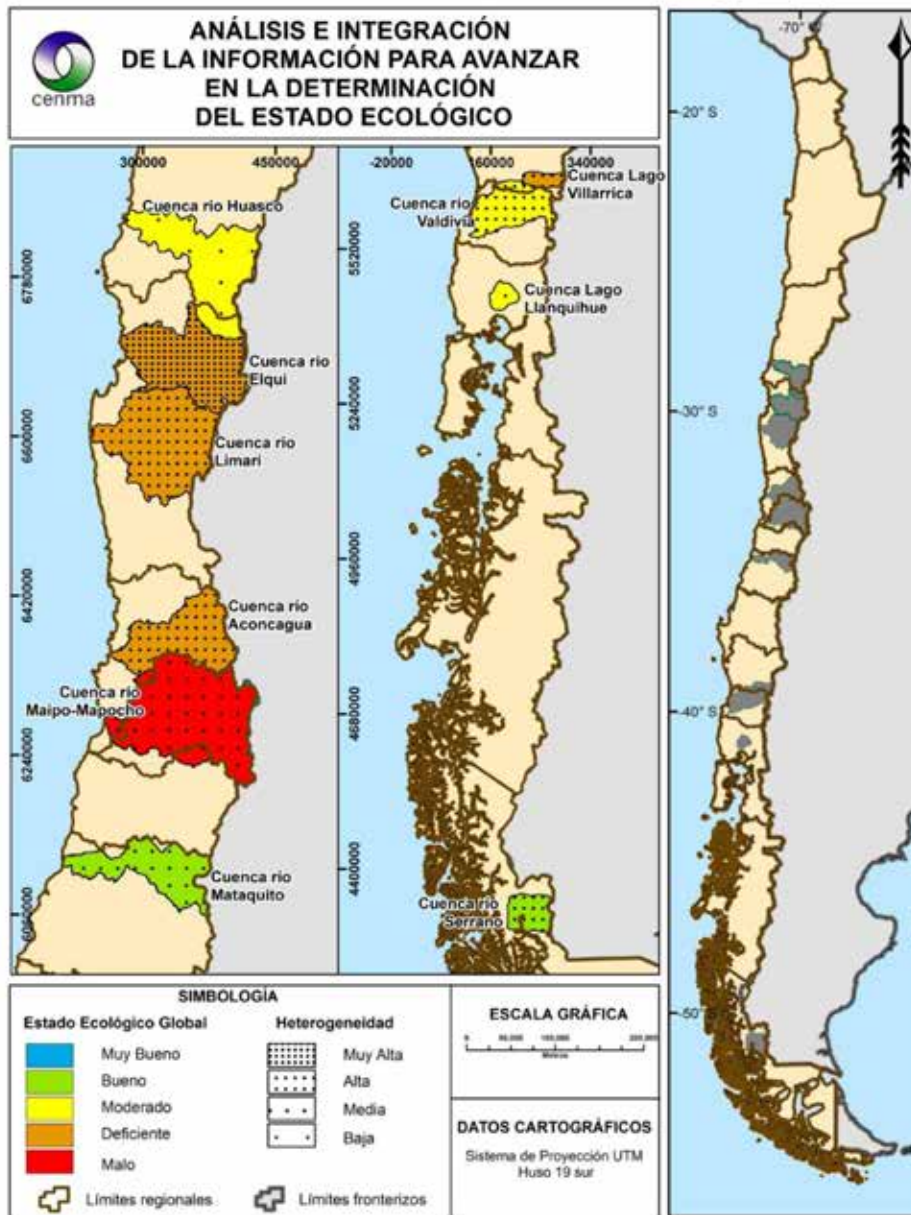 cenma
ANÁLISIS E INTEGRACIÓN
DE LA INFORMACIÓN PARA AVANZAR
EN LA DETERMINACIÓN
DEL ESTADO ECOLÓGICO
300000
450000
6780000
6600000
6420000
6240000
Cuenca río Huasco
Cuenca río
Elqui
Cuenca río
Limarí
Cuenca río
Aconcagua
Cuenca río
Maipo-Mapocho
Cuenca río
Mataquito
-20000
160000
340000
5520000
5240000
4960000
4680000
4400000
Cuenca Lago
Villarrica
Cuenca río
Valdivia
Cuenca Lago
Llanquihue
Cuenca río
Serrano
-70°
-20° S
-30° S
-40° S
-50° S
SIMBOLOGÍA
Estado Ecológico Global
Muy Bueno
Bueno
Moderado
Deficiente
Malo
Heterogeneidad
Muy Alta
Alta
Media
Baja
Límites regionales
Límites fronterizos
ESCALA GRÁFICA
0
DATOS CARTOGRÁFICOS
Sistema de Proyección UTM
Huso 19 sur